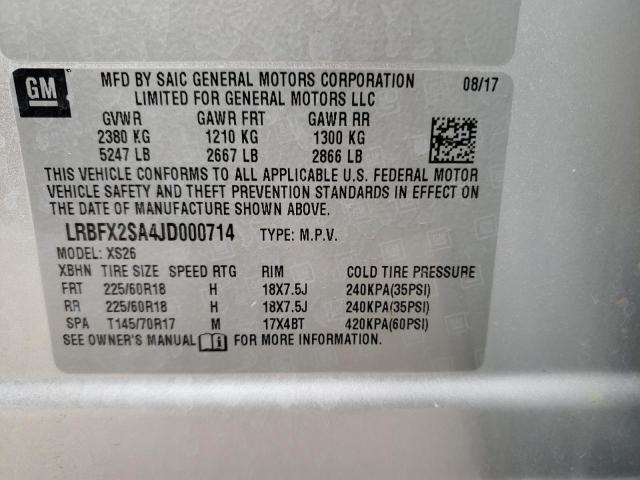 GM
MFD BY SAIC GENERAL MOTORS CORPORATION 08/17
LIMITED FOR GENERAL MOTORS LLC
GVWR GAWR FRT GAWR RR
2380 KG 1210 KG 1300 KG
5247 LB 2667 LB 2866 LB
THIS VEHICLE CONFORMS TO ALL APPLICABLE U.S. FEDERAL MOTOR
VEHICLE SAFETY AND THEFT PREVENTION STANDARDS IN EFFECT ON
THE DATE OF MANUFACTURE SHOWN ABOVE.
LRBFX2SA4JD000714 TYPE: M.P.V.
MODEL: XS26
XBHN TIRE SIZE SPEED RTG RIM COLD TIRE PRESSURE
FRT 225/60R18 H 18X7.5J 240KPA(35PSI)
RR 225/60R18 H 18X7.5J 240KPA(35PSI)
SPA T145/70R17 M 17X4BT 420KPA(60PSI)
SEE OWNER'S MANUAL FOR MORE INFORMATION.